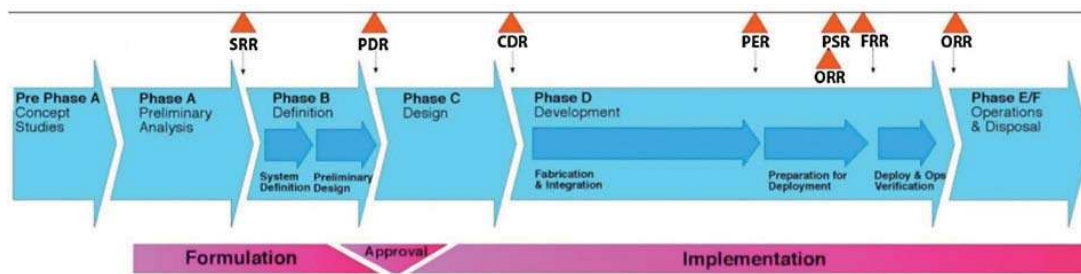 SRR
PDR
CDR
PER
PSR
FRR
ORR
ORR
Pre Phase A
Concept
Studies
Phase A
Preliminary
Analysis
Phase B
Definition
System
Definition
Preliminary
Design
Phase C
Design
Phase D
Development
Fabrication
& Integration
Preparation for
Deployment
Deploy & Ops
Verification
Phase E/F
Operations
& Disposal
Formulation
Approval
Implementation